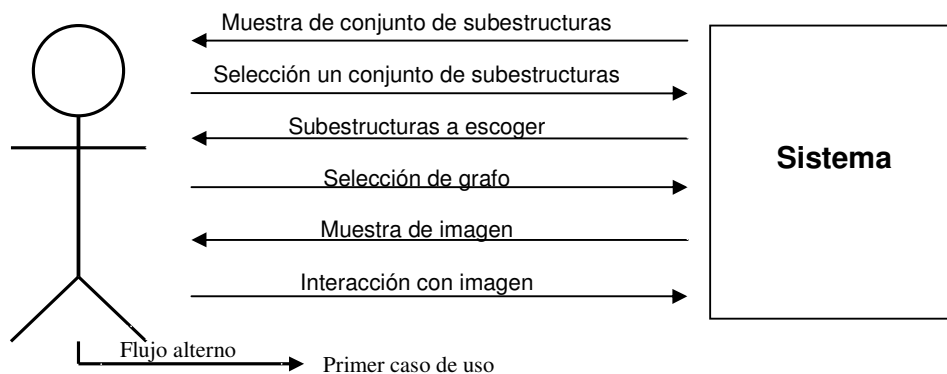 Muestra de conjunto de subestructuras
Selección un conjunto de subestructuras
Subestructuras a escoger
Sistema
Selección de grafo
Muestra de imagen
Interacción con imagen
Flujo alterno
Primer caso de uso